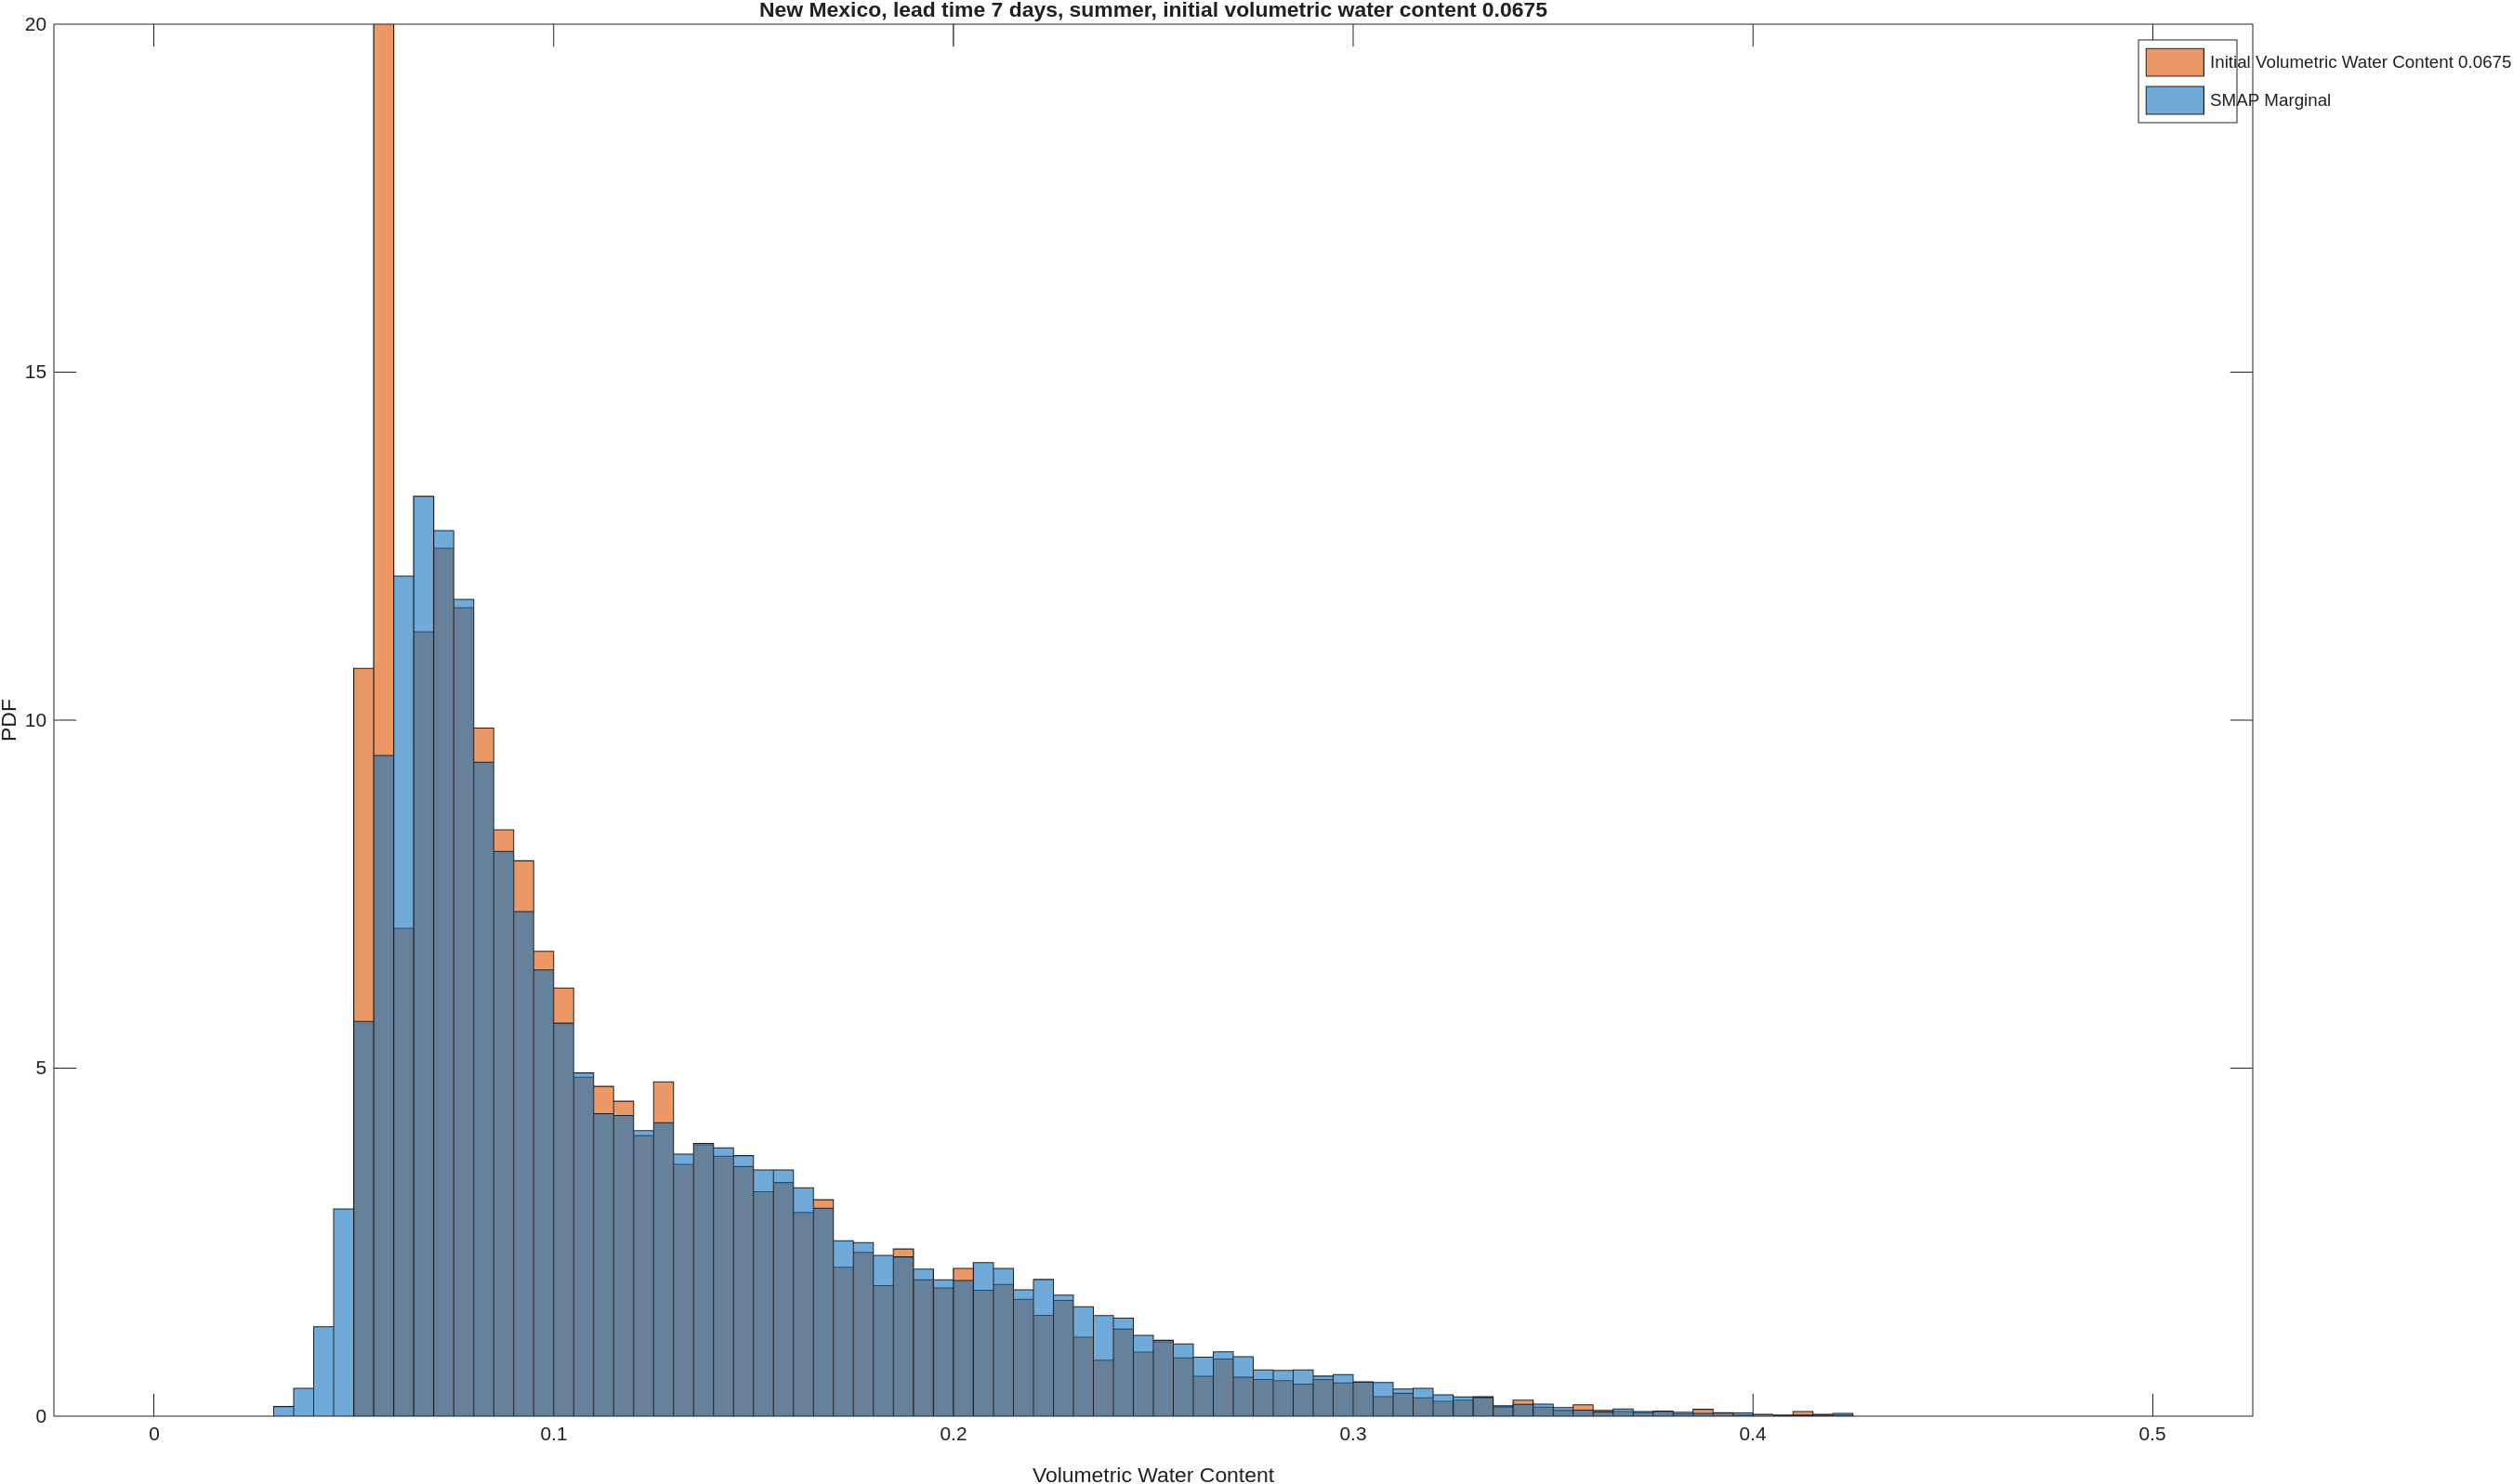 New Mexico, lead time 7 days, summer, initial volumetric water content 0.0675
20
15
10
5
0
PDF
Initial Volumetric Water Content 0.0675
SMAP Marginal
0 0.1 0.2 0.3 0.4 0.5
Volumetric Water Content